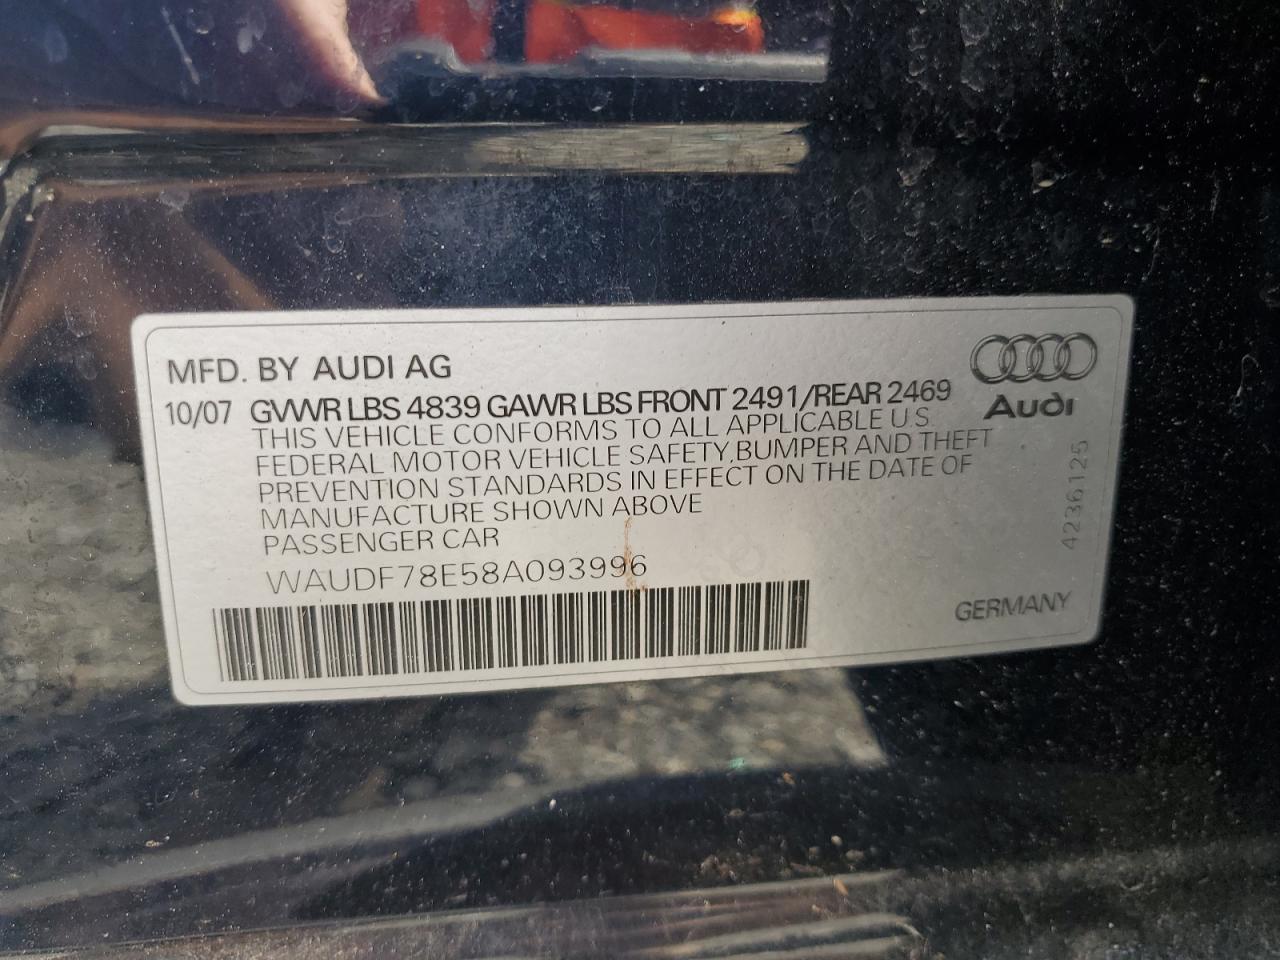 MFD. BY AUDI AG
10/07 GVWR LBS 4839 GAWR LBS FRONT 2491/REAR 2469
THIS VEHICLE CONFORMS TO ALL APPLICABLE U.S.
FEDERAL MOTOR VEHICLE SAFETY,BUMPER AND THEFT
PREVENTION STANDARDS IN EFFECT ON THE DATE OF
MANUFACTURE SHOWN ABOVE
PASSENGER CAR
WAUDF78E58A093996
Audi
4236125
GERMANY